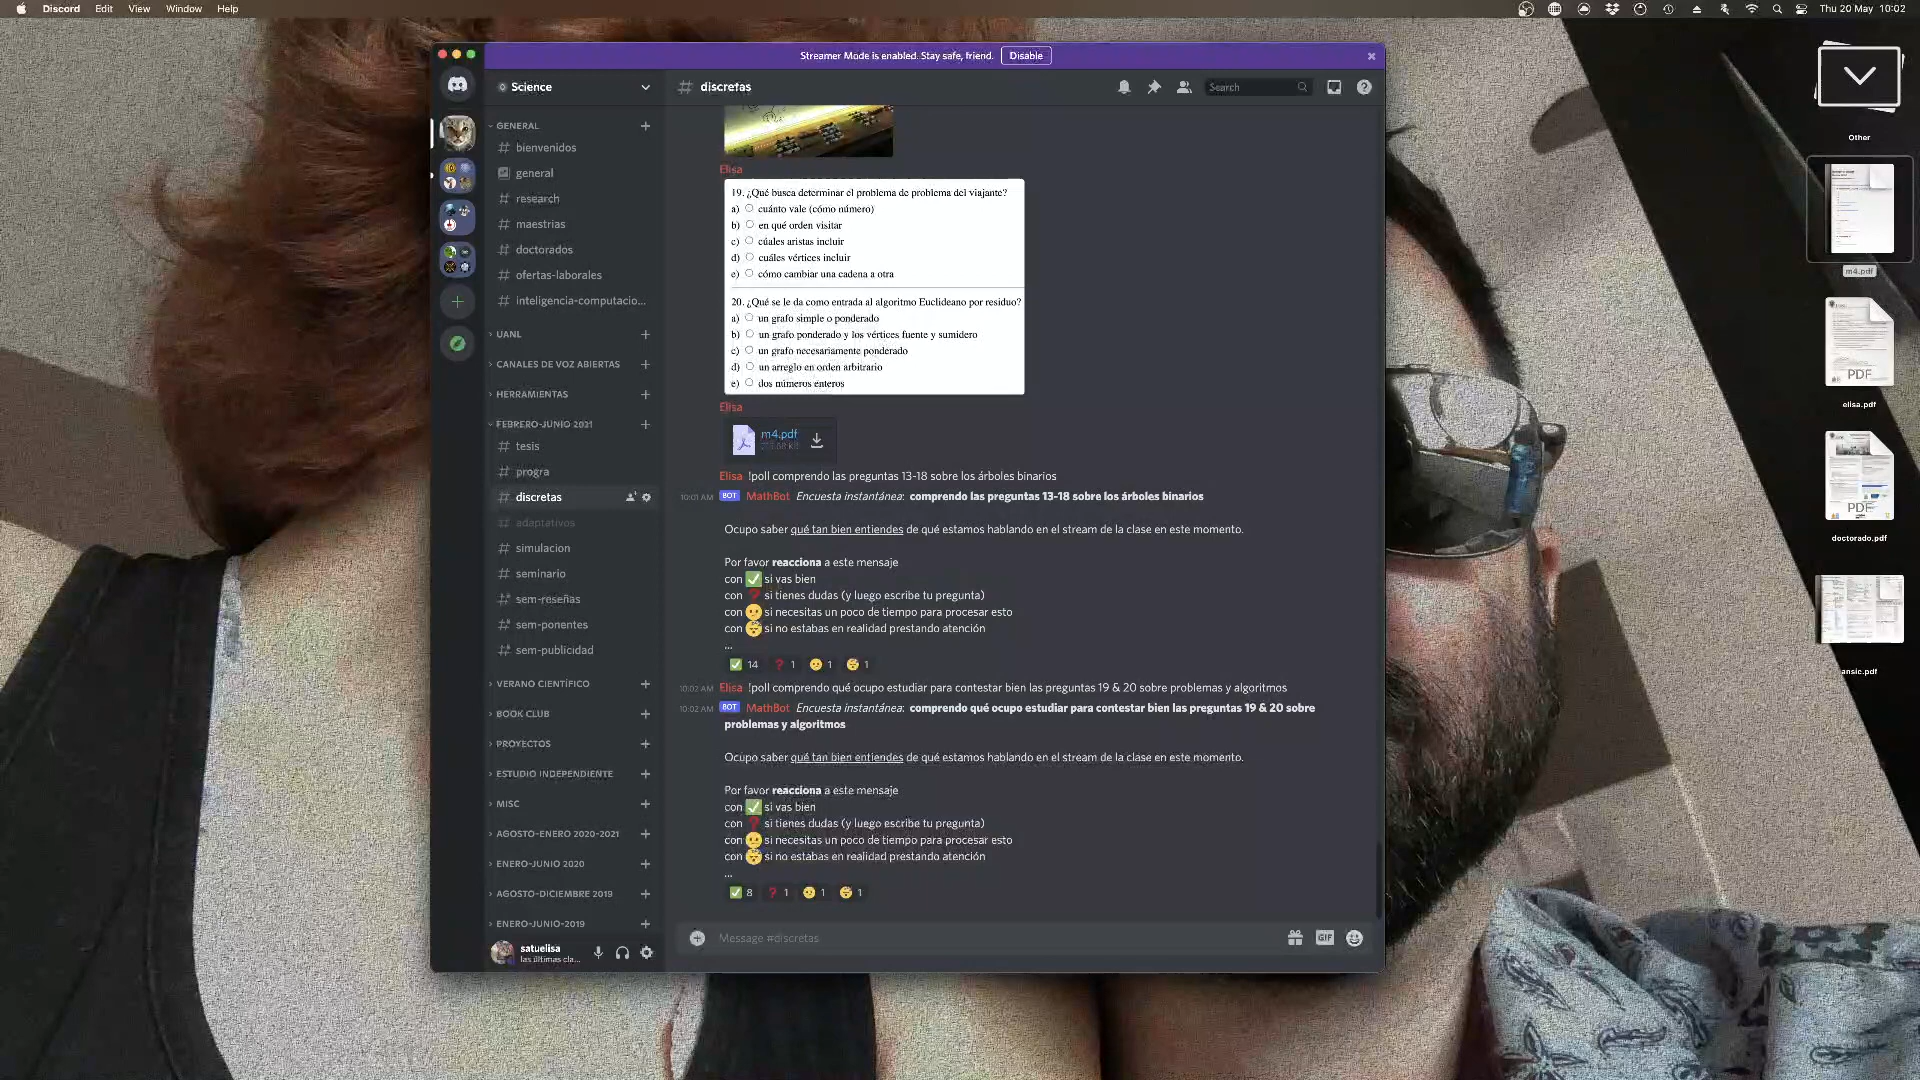 Discord Edit View Window Help
Thu 20 May 10:02
Streamer Mode is enabled. Stay safe, friend. Disable
Science
# discretas
Search
GENERAL
bienvenidos
general
research
maestrias
doctorados
ofertas-laborales
inteligencia-computacio...
UANL
CANALES DE VOZ ABIERTAS
HERRAMIENTAS
FEBRERO-JUNIO 2021
tesis
progra
discretas
adaptativos
simulacion
seminario
sem-reseñas
sem-ponentes
sem-publicidad
VERANO CIENTÍFICO
BOOK CLUB
PROYECTOS
ESTUDIO INDEPENDIENTE
MISC
AGOSTO-ENERO 2020-2021
ENERO-JUNIO 2020
AGOSTO-DICIEMBRE 2019
ENERO-JUNIO-2019
satuelisa
las últimas cla...
Elisa
19. ¿Qué busca determinar el problema de problema del viajante?
a) cuánto vale (cómo número)
b) en qué orden visitar
c) cúales aristas incluir
d) cuáles vértices incluir
e) cómo cambiar una cadena a otra
20. ¿Qué se le da como entrada al algoritmo Euclideano por residuo?
a) un grafo simple o ponderado
b) un grafo ponderado y los vértices fuente y sumidero
c) un grafo necesariamente ponderado
d) un arreglo en orden arbitrario
e) dos números enteros
Elisa
m4.pdf
Elisa !poll comprendo las preguntas 13-18 sobre los árboles binarios
10:01 AM BOT MathBot Encuesta instantánea: comprendo las preguntas 13-18 sobre los árboles binarios
Ocupo saber qué tan bien entiendes de qué estamos hablando en el stream de la clase en este momento.
Por favor reacciona a este mensaje
con ✅ si vas bien
con ❓ si tienes dudas (y luego escribe tu pregunta)
con 😕 si necesitas un poco de tiempo para procesar esto
con 😴 si no estabas en realidad prestando atención
...
✅ 14 ❓ 1 😕 1 😴 1
10:02 AM Elisa !poll comprendo qué ocupo estudiar para contestar bien las preguntas 19 & 20 sobre problemas y algoritmos
10:02 AM BOT MathBot Encuesta instantánea: comprendo qué ocupo estudiar para contestar bien las preguntas 19 & 20 sobre
problemas y algoritmos
Ocupo saber qué tan bien entiendes de qué estamos hablando en el stream de la clase en este momento.
Por favor reacciona a este mensaje
con ✅ si vas bien
con ❓ si tienes dudas (y luego escribe tu pregunta)
con 😕 si necesitas un poco de tiempo para procesar esto
con 😴 si no estabas en realidad prestando atención
...
✅ 8 ❓ 1 😕 1 😴 1
Message #discretas
GIF
Other
m4.pdf
PDF
elisa.pdf
PDF
doctorado.pdf
ansic.pdf